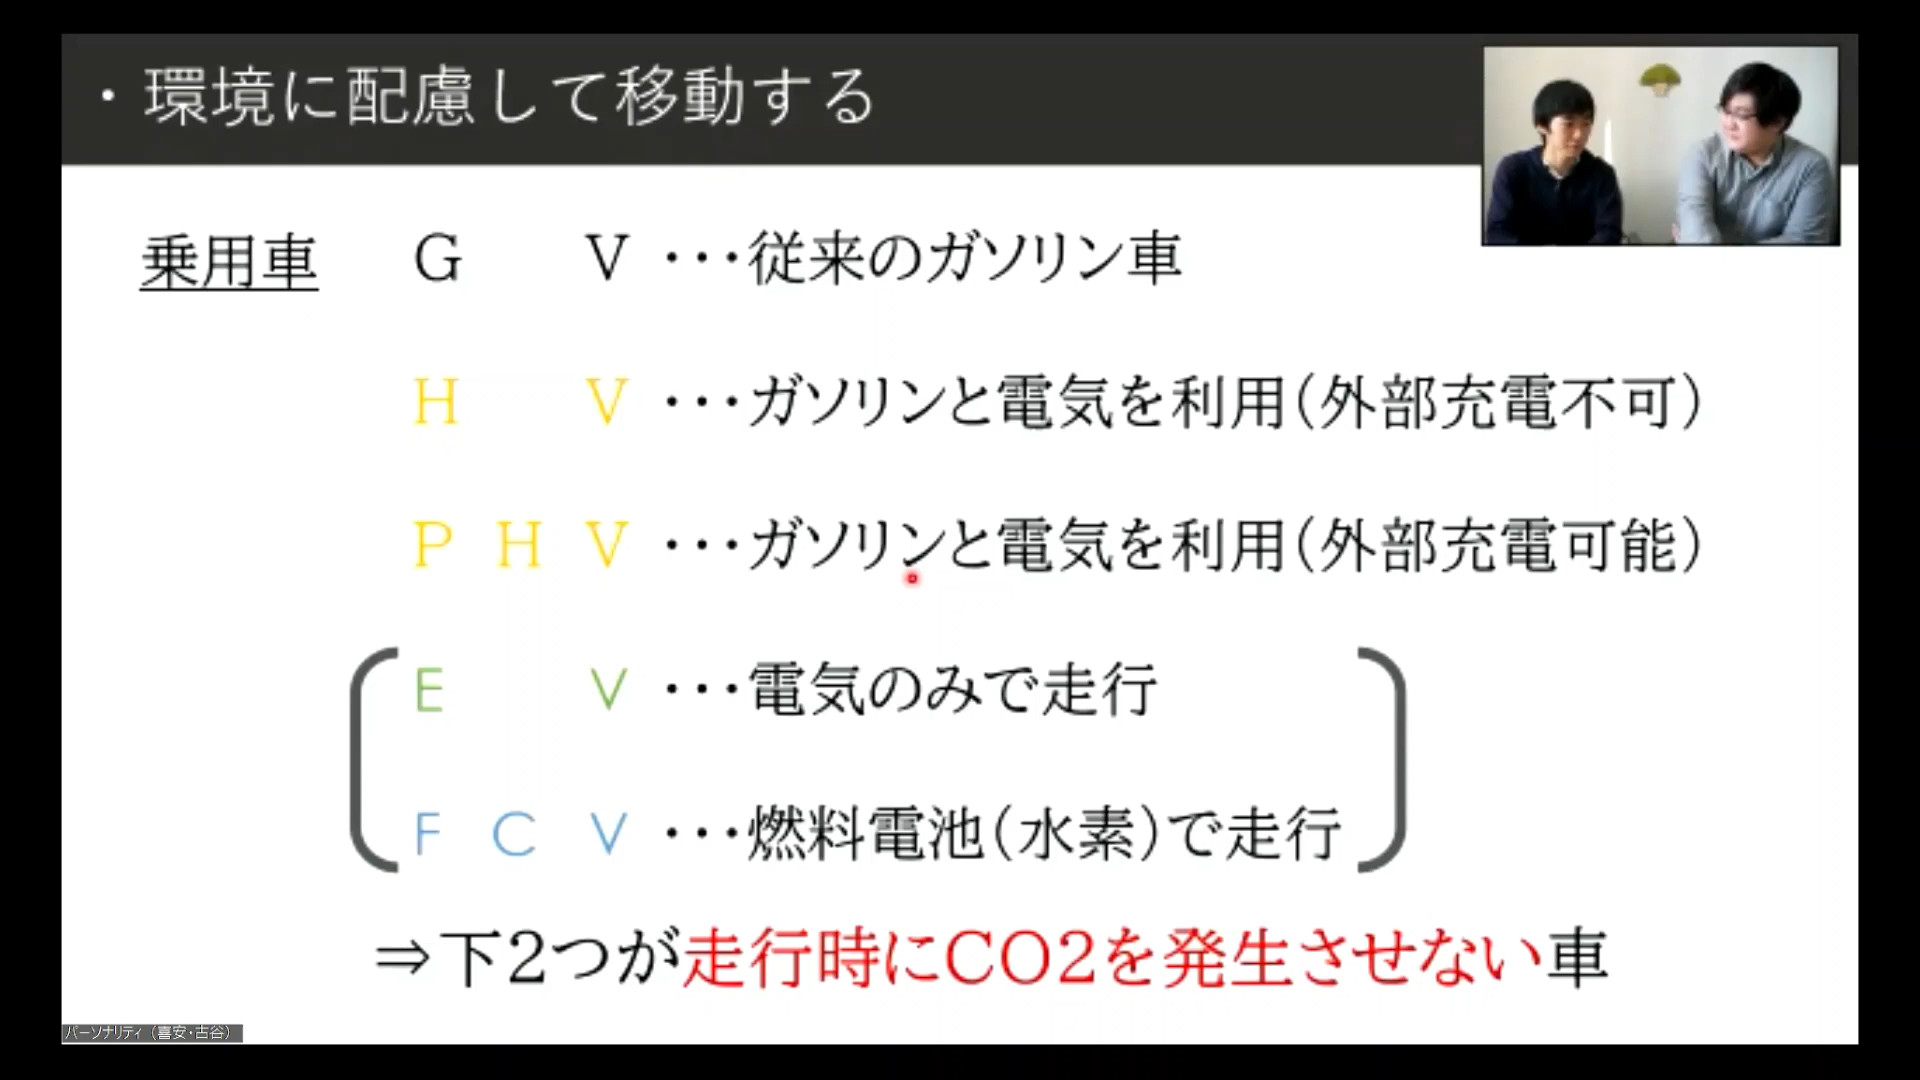 ・環境に配慮して移動する
乗用車 G V ・・・従来のガソリン車
H V ・・・ガソリンと電気を利用(外部充電不可)
P H V ・・・ガソリンと電気を利用(外部充電可能)
E V ・・・電気のみで走行
F C V ・・・燃料電池(水素)で走行
⇒下2つが走行時にCO2を発生させない車
パーソナリティ(喜安・古谷)